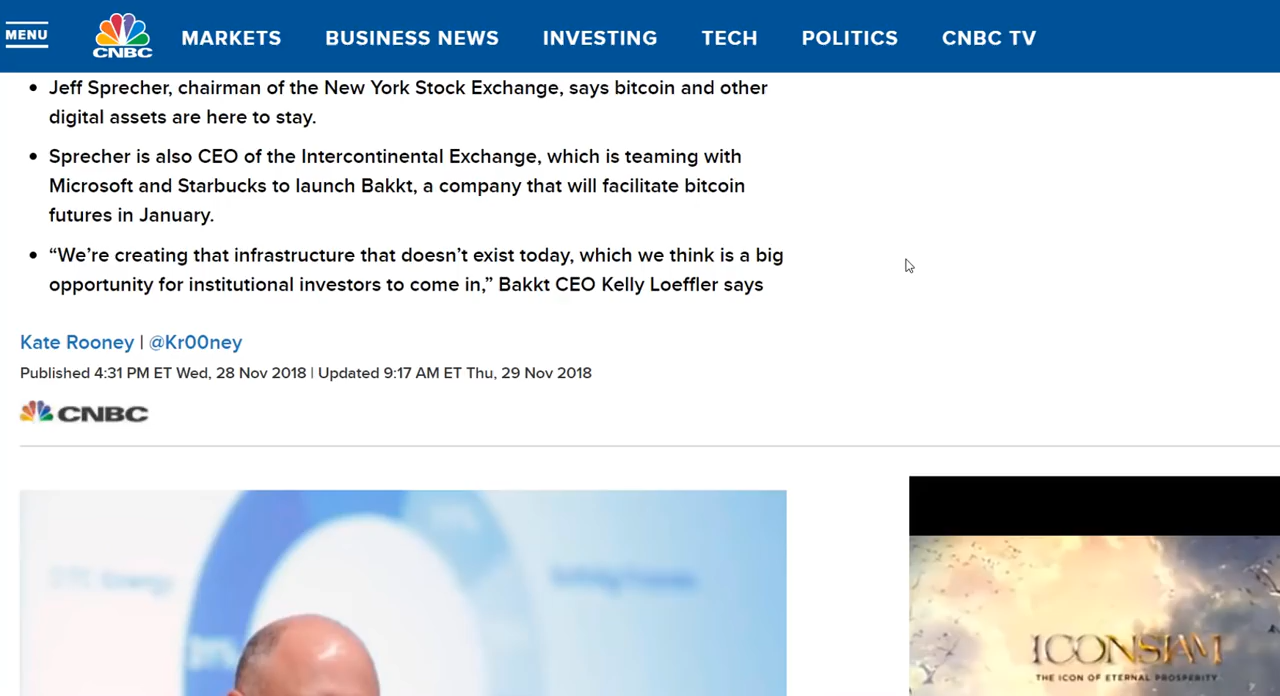 MENU
CNBC
MARKETS BUSINESS NEWS INVESTING TECH POLITICS CNBC TV
• Jeff Sprecher, chairman of the New York Stock Exchange, says bitcoin and other
digital assets are here to stay.
• Sprecher is also CEO of the Intercontinental Exchange, which is teaming with
Microsoft and Starbucks to launch Bakkt, a company that will facilitate bitcoin
futures in January.
• “We’re creating that infrastructure that doesn’t exist today, which we think is a big
opportunity for institutional investors to come in,” Bakkt CEO Kelly Loeffler says
Kate Rooney | @Kr00ney
Published 4:31 PM ET Wed, 28 Nov 2018 | Updated 9:17 AM ET Thu, 29 Nov 2018
CNBC
ICONSIAM
THE ICON OF ETERNAL PROSPERITY